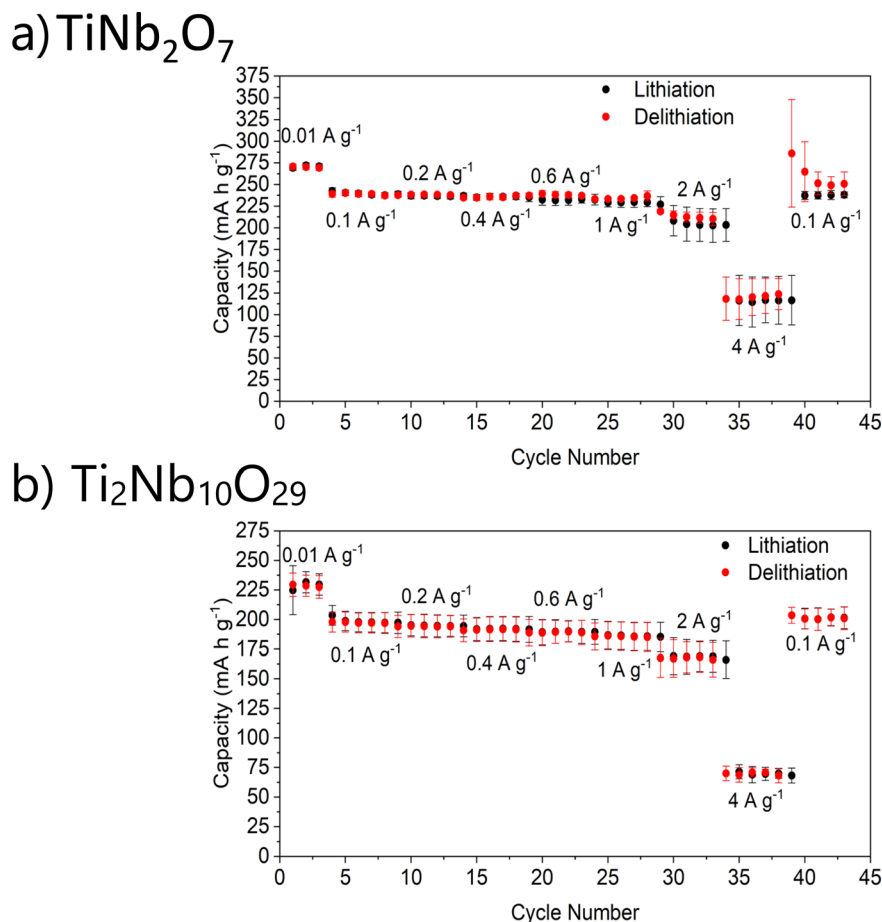 a) TiNb₂O₇
375
350
325
300
275
250
225
200
175
150
125
100
75
50
25
0
Capacity (mA h g⁻¹)
Lithiation
Delithiation
0.01 A g⁻¹
0.2 A g⁻¹
0.6 A g⁻¹
2 A g⁻¹
0.1 A g⁻¹
0.4 A g⁻¹
1 A g⁻¹
0.1 A g⁻¹
4 A g⁻¹
0 5 10 15 20 25 30 35 40 45
Cycle Number
b) Ti₂Nb₁₀O₂₉
275
250
225
200
175
150
125
100
75
50
25
0
Capacity (mA h g⁻¹)
Lithiation
Delithiation
0.01 A g⁻¹
0.2 A g⁻¹
0.6 A g⁻¹
2 A g⁻¹
0.1 A g⁻¹
0.4 A g⁻¹
1 A g⁻¹
0.1 A g⁻¹
4 A g⁻¹
0 5 10 15 20 25 30 35 40 45
Cycle Number